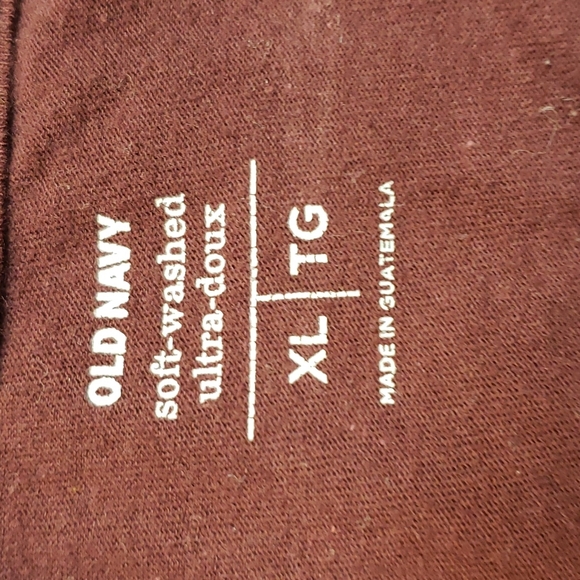 OLD NAVY
soft-washed
ultra-doux
XL | TG
MADE IN GUATEMALA